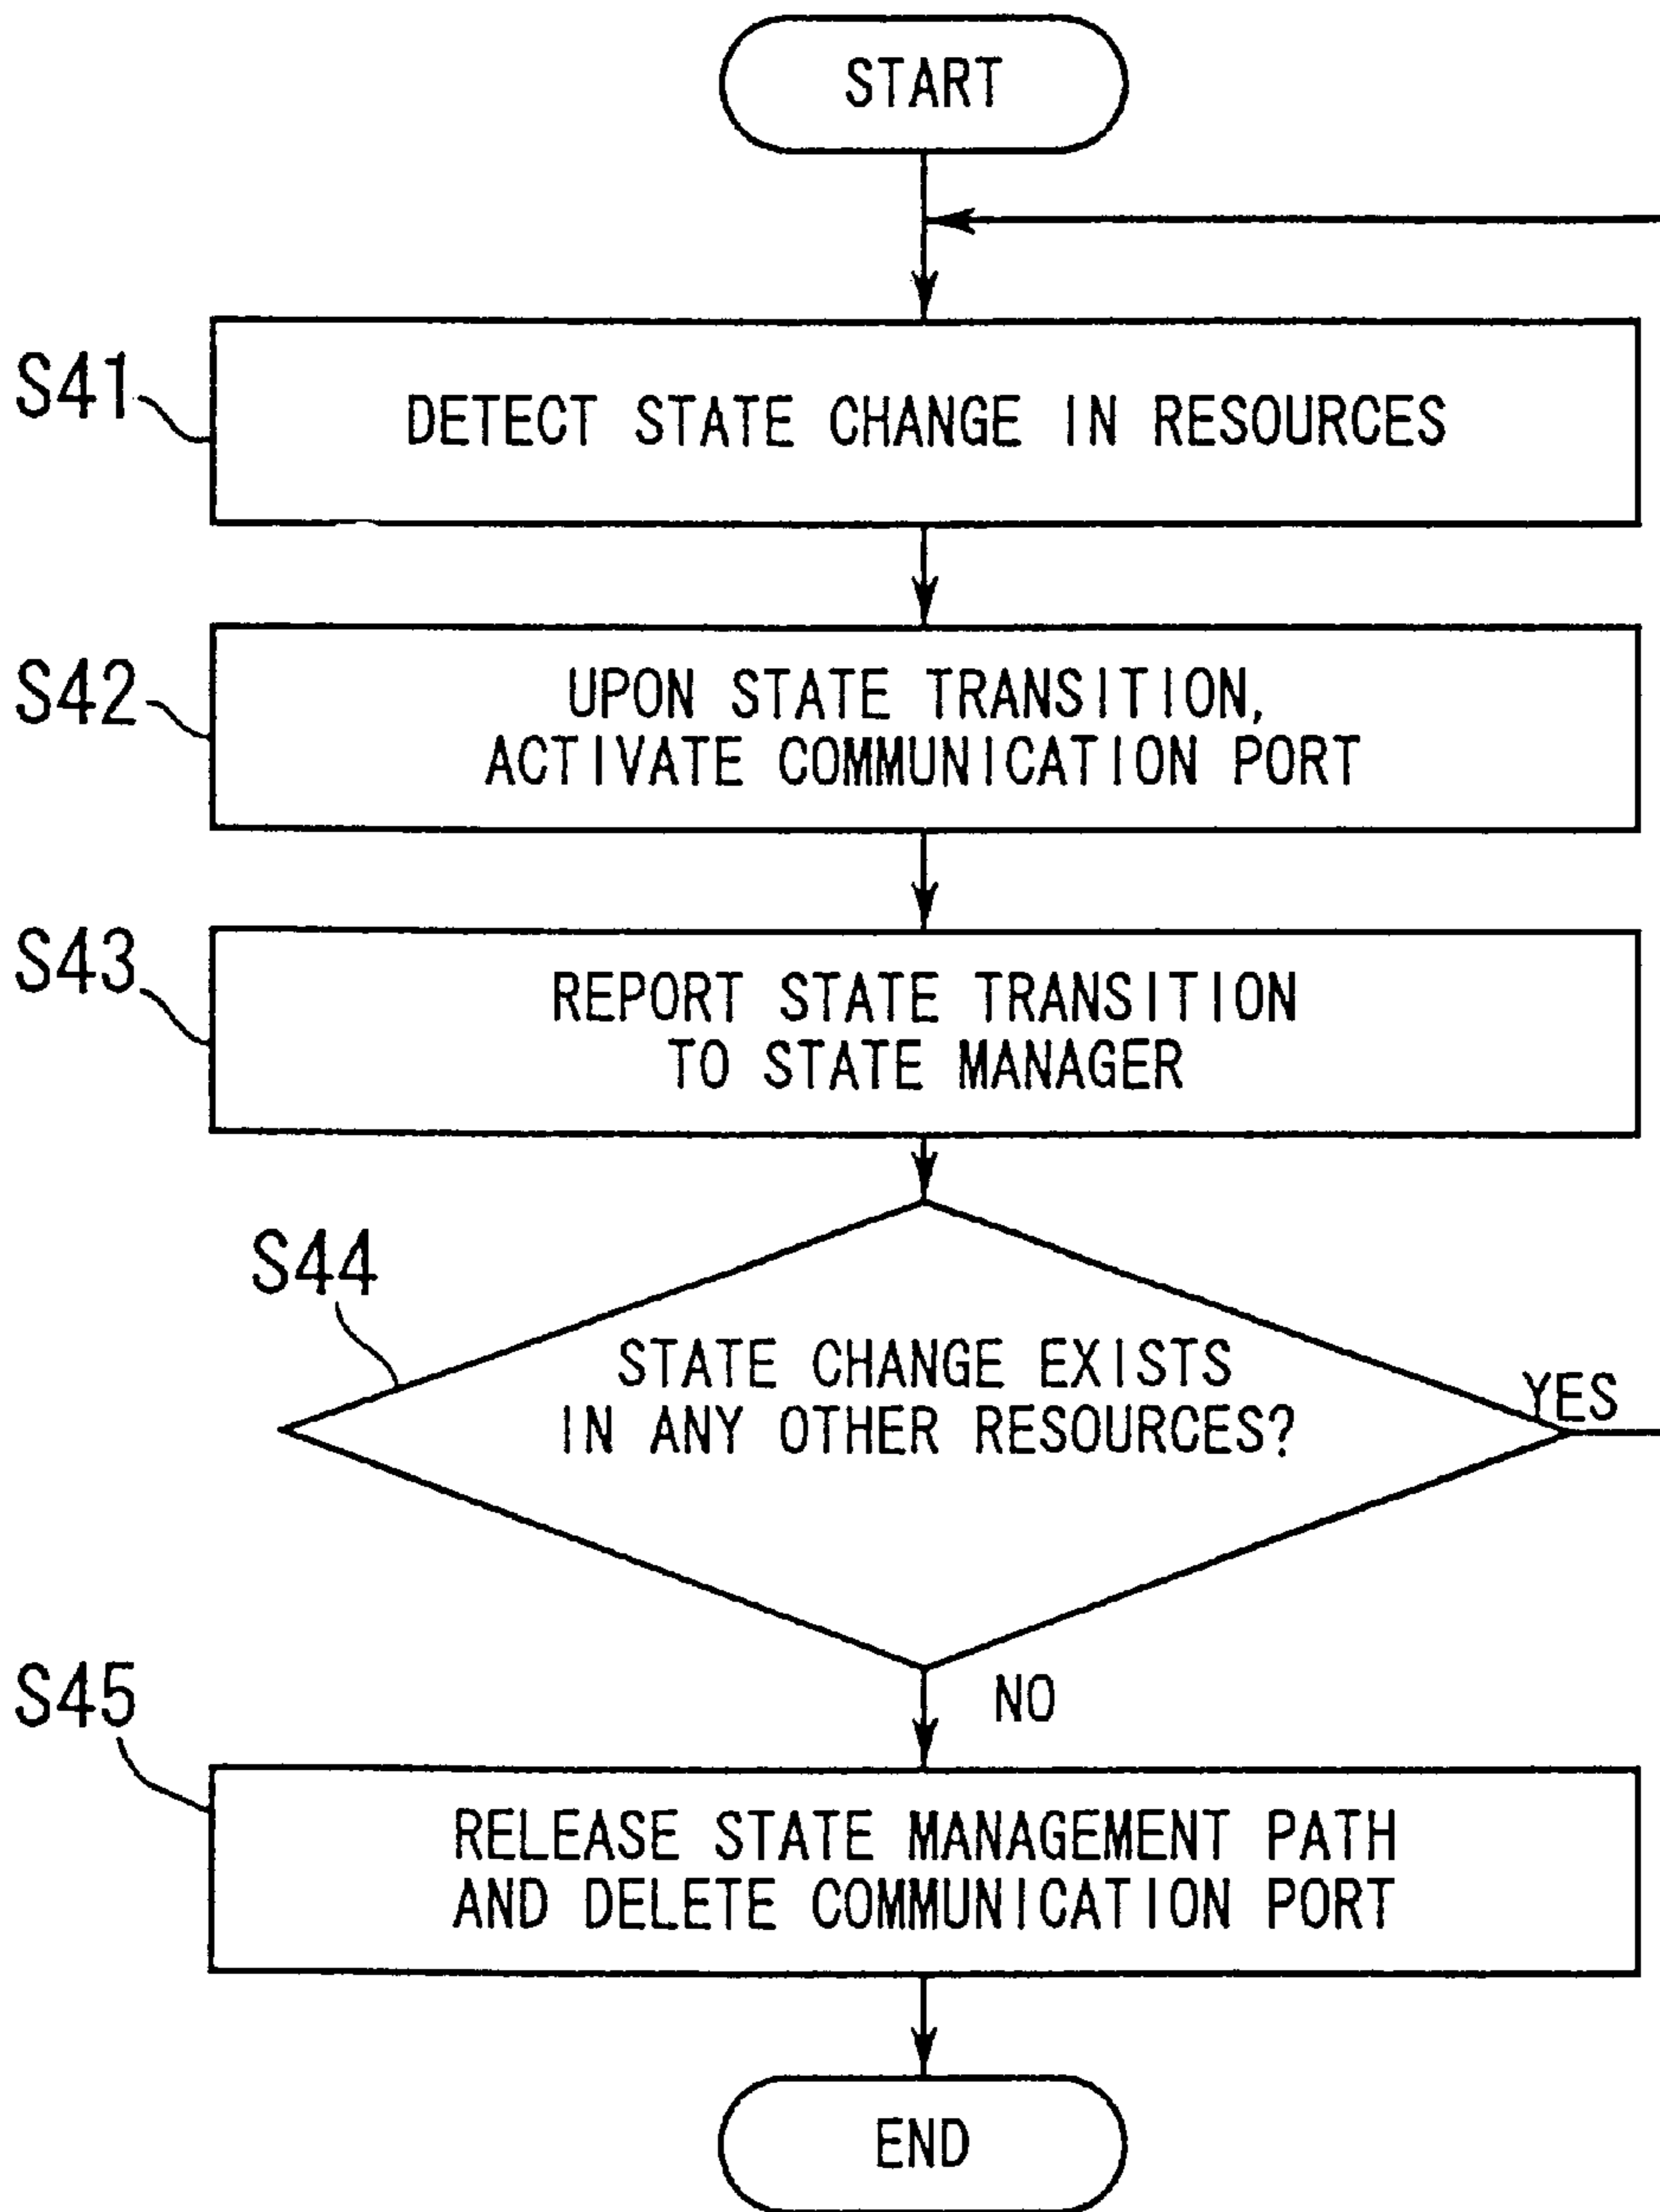 START
S41
DETECT STATE CHANGE IN RESOURCES
S42
UPON STATE TRANSITION,
ACTIVATE COMMUNICATION PORT
S43
REPORT STATE TRANSITION
TO STATE MANAGER
S44
STATE CHANGE EXISTS
IN ANY OTHER RESOURCES?
YES
NO
S45
RELEASE STATE MANAGEMENT PATH
AND DELETE COMMUNICATION PORT
END